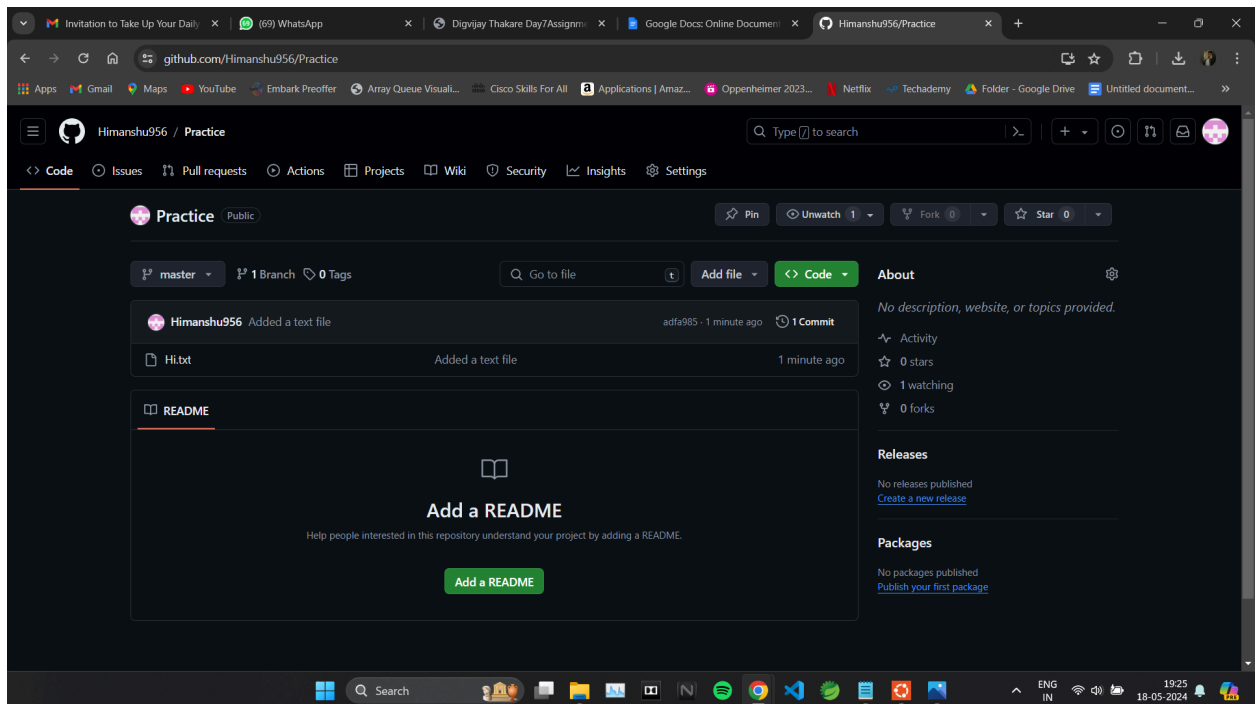 Invitation to Take Up Your Daily (69) WhatsApp Digvijay Thakare Day7Assignm Google Docs: Online Document Himanshu956/Practice
github.com/Himanshu956/Practice
Apps Gmail Maps YouTube Embark Preoffer Array Queue Visuali... Cisco Skills For All Applications | Amaz... Oppenheimer 2023... Netflix Techademy Folder - Google Drive Untitled document... »
Himanshu956 / Practice Type / to search
<> Code Issues Pull requests Actions Projects Wiki Security Insights Settings
Practice Public Pin Unwatch 1 Fork 0 Star 0
master 1 Branch 0 Tags Go to file t Add file <> Code About
No description, website, or topics provided.
Himanshu956 Added a text file adfa985 · 1 minute ago 1 Commit
Activity
Hi.txt Added a text file 1 minute ago 0 stars
1 watching
README 0 forks
Releases
No releases published
Create a new release
Add a README
Help people interested in this repository understand your project by adding a README.
Packages
No packages published
Add a README
Publish your first package
Search ENG 19:25
IN 18-05-2024